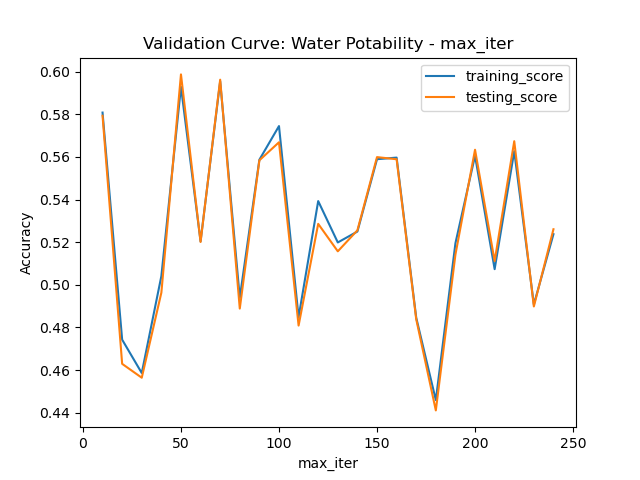 Validation Curve: Water Potability - max_iter
training_score
testing_score
Accuracy
0.60
0.58
0.56
0.54
0.52
0.50
0.48
0.46
0.44
0 50 100 150 200 250
max_iter